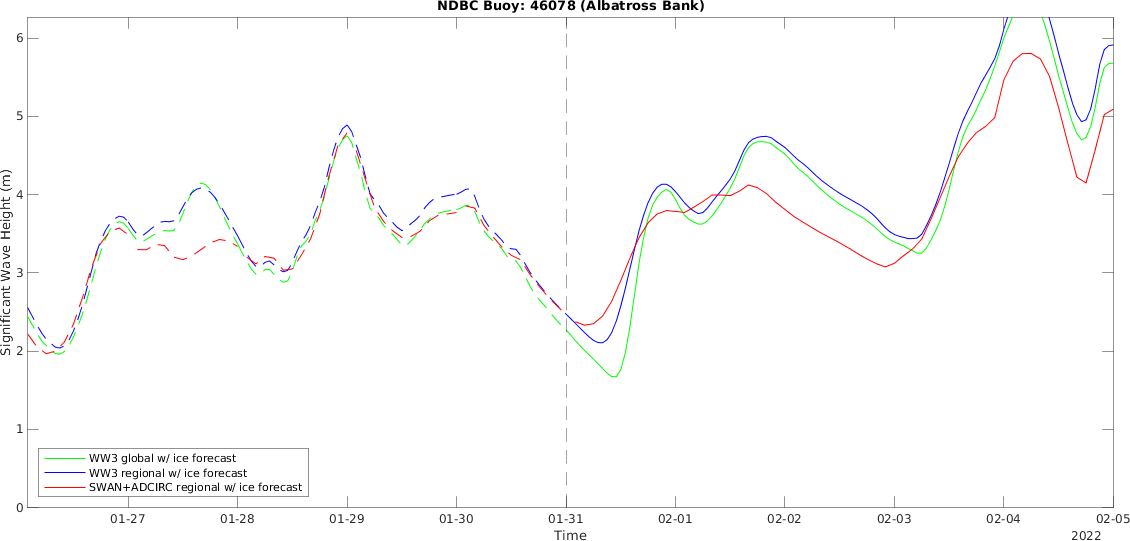 NDBC Buoy: 46078 (Albatross Bank)
Significant Wave Height (m)
6
5
4
3
2
1
0
WW3 global w/ ice forecast
WW3 regional w/ ice forecast
SWAN+ADCIRC regional w/ ice forecast
01-27 01-28 01-29 01-30 01-31 02-01 02-02 02-03 02-04 02-05
Time
2022